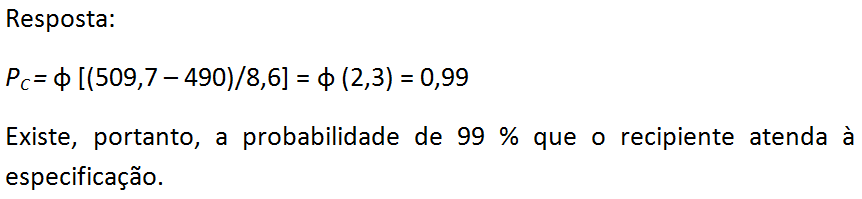 Resposta:
P_C = ϕ [(509,7 – 490)/8,6] = ϕ (2,3) = 0,99
Existe, portanto, a probabilidade de 99 % que o recipiente atenda à
especificação.